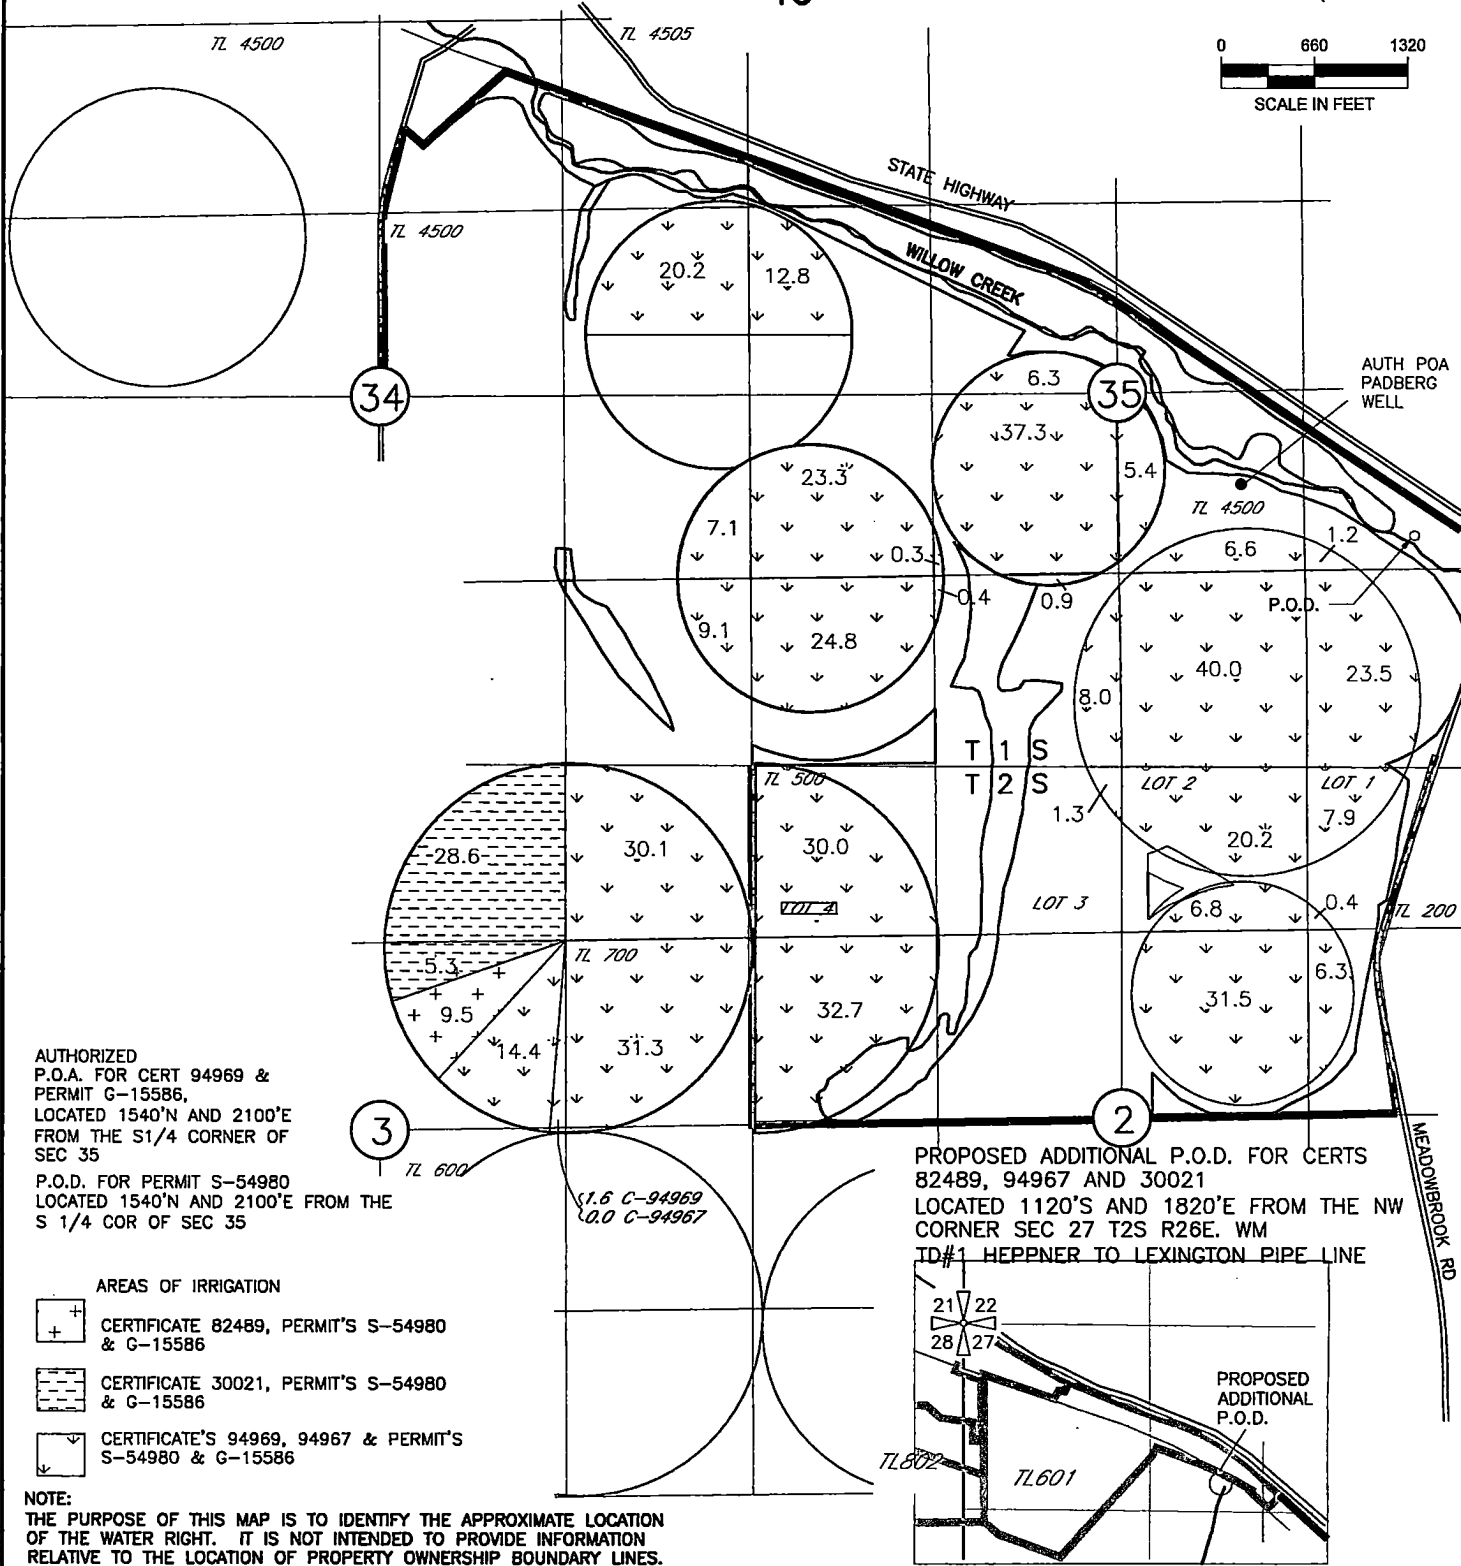 TL 4500
TL 4505
0 660 1320
SCALE IN FEET
STATE HIGHWAY
TL 4500
WILLOW CREEK
20.2
12.8
AUTH POA
PADBERG
WELL
34
35
6.3
37.3
5.4
23.3
7.1
0.3
TL 4500
1.2
6.6
0.4
0.9
P.O.D.
9.1
24.8
40.0
23.5
8.0
T 1 S
T 2 S
TL 500
LOT 2
LOT 1
1.3
7.9
20.2
28.6
30.1
30.0
LOT 4
LOT 3
6.8
0.4
TL 200
TL 700
5.3
6.3
9.5
32.7
31.5
14.4
31.3
AUTHORIZED
P.O.A. FOR CERT 94969 &
PERMIT G-15586,
LOCATED 1540'N AND 2100'E
FROM THE S1/4 CORNER OF
SEC 35
P.O.D. FOR PERMIT S-54980
LOCATED 1540'N AND 2100'E FROM THE
S 1/4 COR OF SEC 35
3
2
TL 600
1.6 C-94969
0.0 C-94967
MEADOWBROOK RD
PROPOSED ADDITIONAL P.O.D. FOR CERTS
82489, 94967 AND 30021
LOCATED 1120'S AND 1820'E FROM THE NW
CORNER SEC 27 T2S R26E. WM
TD#1 HEPPNER TO LEXINGTON PIPE LINE
AREAS OF IRRIGATION
CERTIFICATE 82489, PERMIT'S S-54980
& G-15586
CERTIFICATE 30021, PERMIT'S S-54980
& G-15586
CERTIFICATE'S 94969, 94967 & PERMIT'S
S-54980 & G-15586
21 22
28 27
PROPOSED
ADDITIONAL
P.O.D.
TL802
TL601
NOTE:
THE PURPOSE OF THIS MAP IS TO IDENTIFY THE APPROXIMATE LOCATION
OF THE WATER RIGHT. IT IS NOT INTENDED TO PROVIDE INFORMATION
RELATIVE TO THE LOCATION OF PROPERTY OWNERSHIP BOUNDARY LINES.